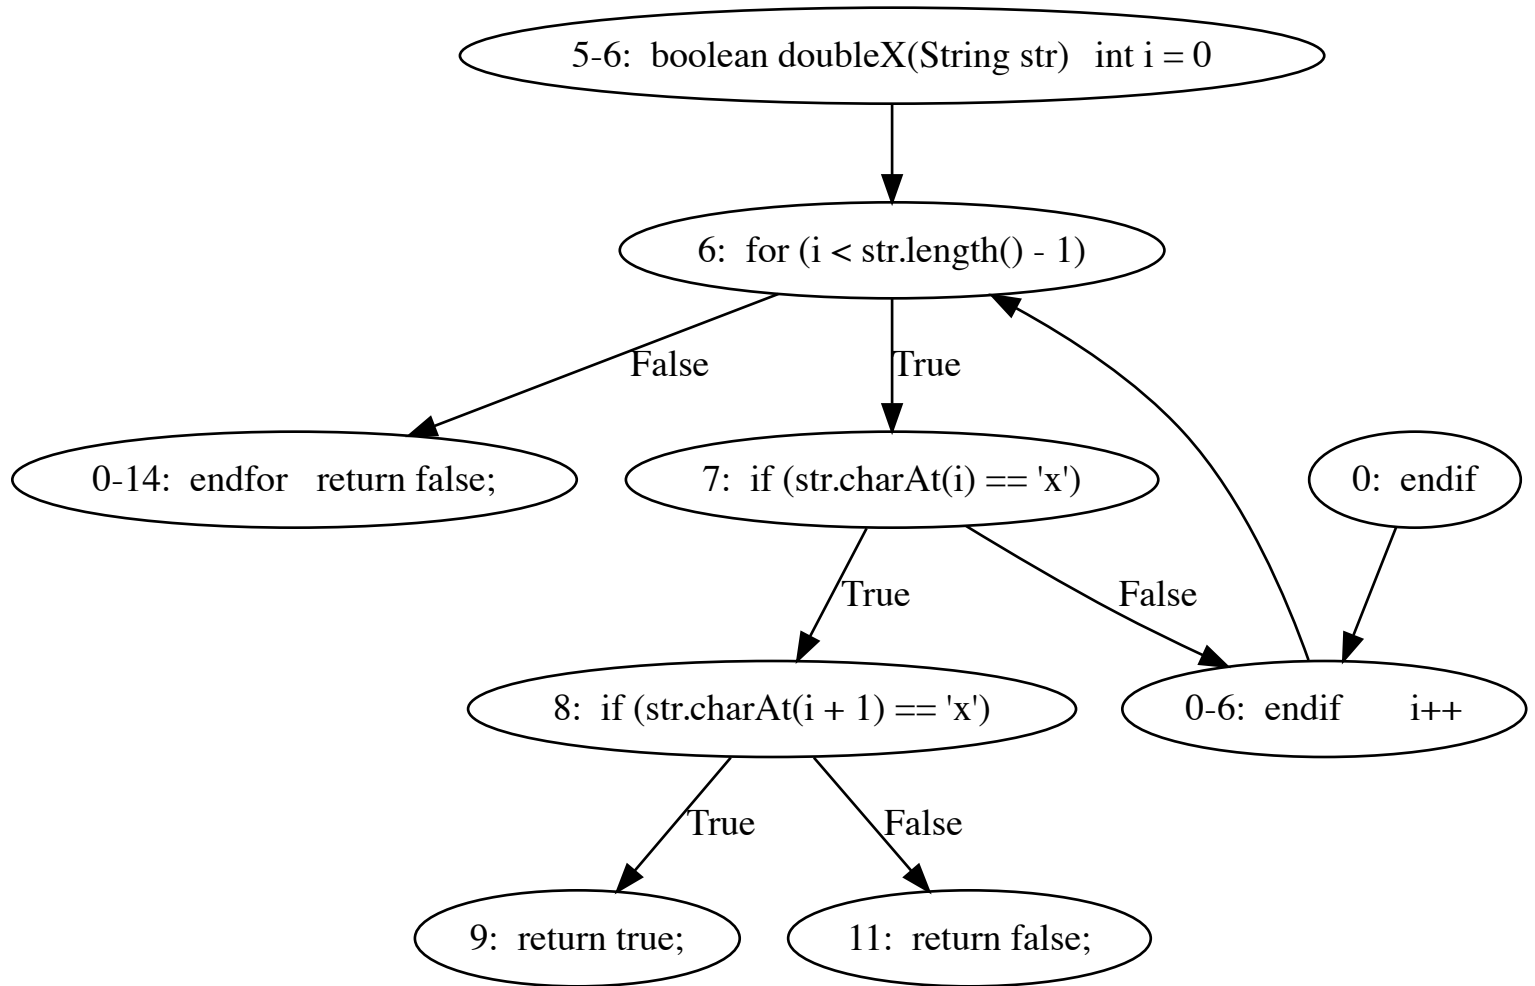 5-6:  boolean doubleX(String str)   int i = 0
6:  for (i < str.length() - 1)
False
True
0-14:  endfor   return false;
7:  if (str.charAt(i) == 'x')
0:  endif
True
False
8:  if (str.charAt(i + 1) == 'x')
0-6:  endif       i++
True
False
9:  return true;
11:  return false;